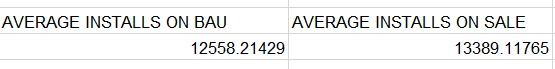 AVERAGE INSTALLS ON BAU AVERAGE INSTALLS ON SALE
12558.21429 13389.11765